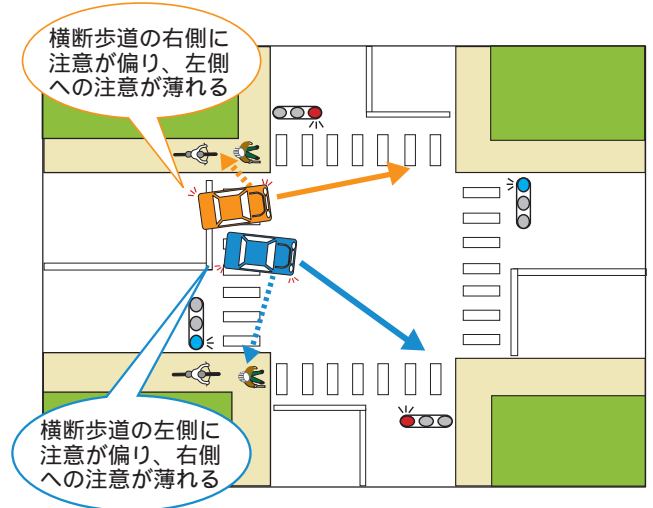 横断歩道の右側に
注意が偏り、左側
への注意が薄れる
横断歩道の左側に
注意が偏り、右側
への注意が薄れる